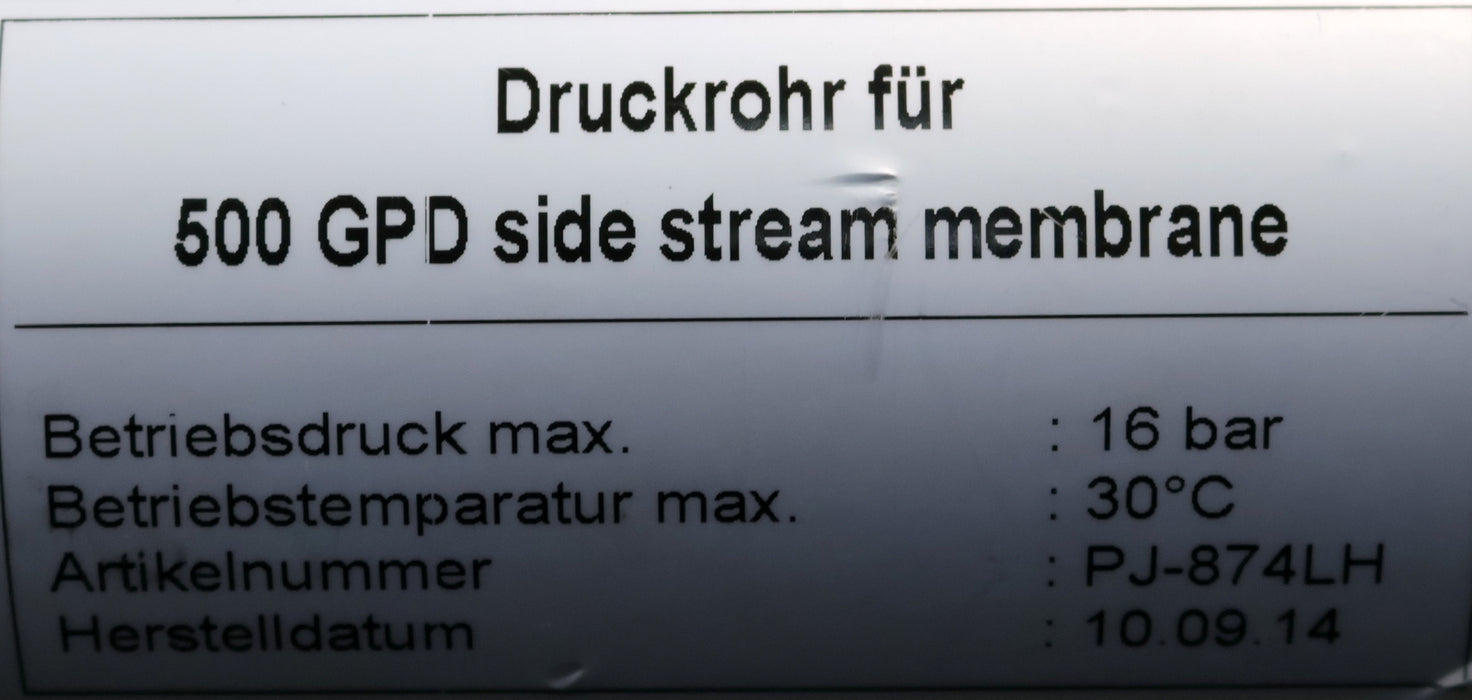 Druckrohr für
500 GPD side stream membrane
Betriebsdruck max. : 16 bar
Betriebstemparatur max. : 30°C
Artikelnummer : PJ-874LH
Herstelldatum : 10.09.14